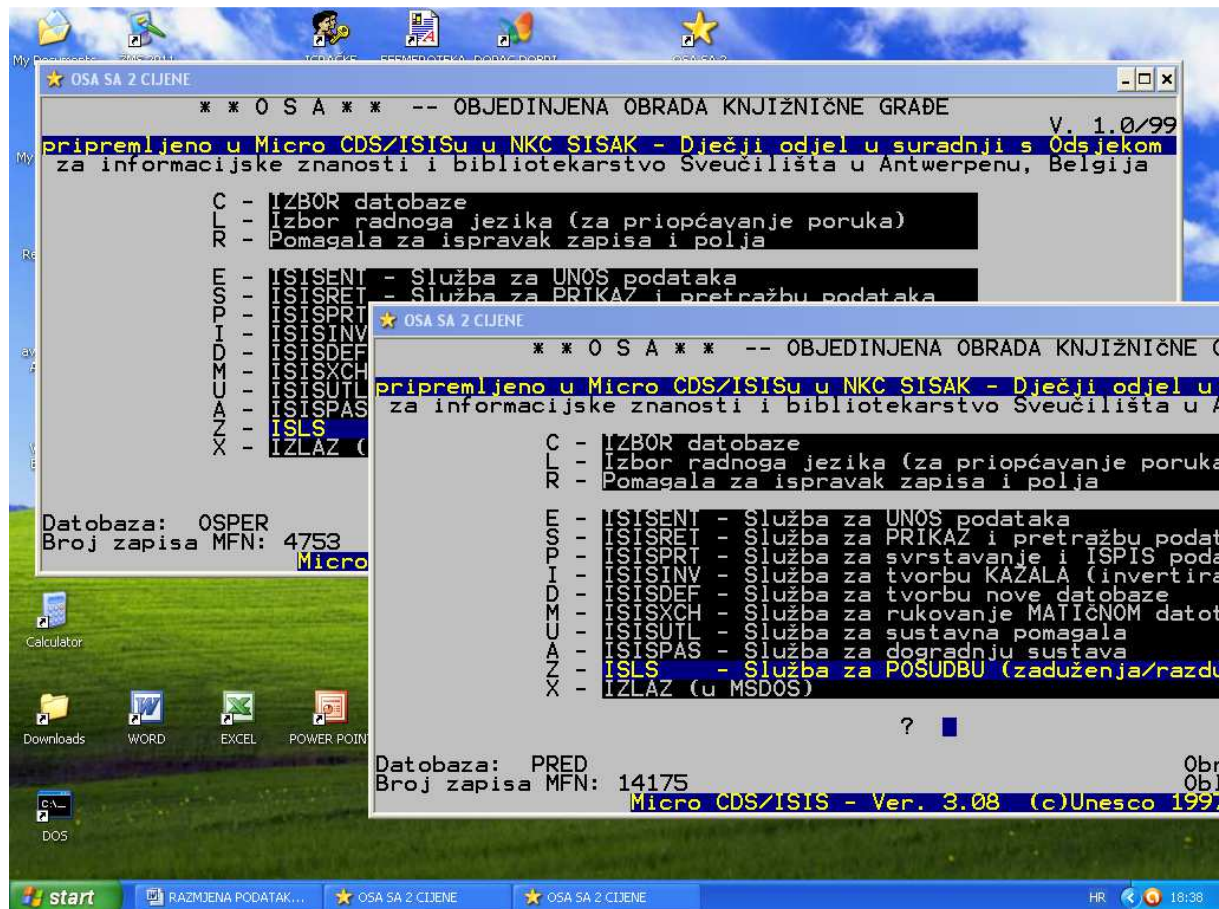 My Documents
OSA SA 2 CIJENE
* * O S A * * -- OBJEDINJENA OBRADA KNJIŽNIČNE GRAĐE
V. 1.0/99
pripremljeno u Micro CDS/ISISu u NKC SISAK - Dječji odjel u suradnji s Odsjekom
za informacijske znanosti i bibliotekarstvo Sveučilišta u Antwerpenu, Belgija
C - IZBOR datobaze
L - Izbor radnoga jezika (za priopćavanje poruka)
R - Pomagala za ispravak zapisa i polja
E - ISISENT - Služba za UNOS podataka
S - ISISRET - Služba za PRIKAZ i pretražbu podataka
P - ISISPRT
I - ISISINV
D - ISISDEF
M - ISISXCH
U - ISISUTL
A - ISISPAS
Z - ISLS
X - IZLAZ (
Datobaza: OSPER
Broj zapisa MFN: 4753
Micro
OSA SA 2 CIJENE
* * O S A * * -- OBJEDINJENA OBRADA KNJIŽNIČNE
pripremljeno u Micro CDS/ISISu u NKC SISAK - Dječji odjel u
za informacijske znanosti i bibliotekarstvo Sveučilišta u
C - IZBOR datobaze
L - Izbor radnoga jezika (za priopćavanje poruka
R - Pomagala za ispravak zapisa i polja
E - ISISENT - Služba za UNOS podataka
S - ISISRET - Služba za PRIKAZ i pretražbu podat
P - ISISPRT - Služba za svrstavanje i ISPIS poda
I - ISISINV - Služba za tvorbu KAZALA (invertira
D - ISISDEF - Služba za tvorbu nove datobaze
M - ISISXCH - Služba za rukovanje MATIČNOM datot
U - ISISUTL - Služba za sustavna pomagala
A - ISISPAS - Služba za dogradnju sustava
Z - ISLS - Služba za POSUDBU (zaduženja/razdu
X - IZLAZ (u MSDOS)
?
Datobaza: PRED
Obr
Broj zapisa MFN: 14175
Obl
Micro CDS/ISIS - Ver. 3.08 (c)Unesco 1997
Calculator
Downloads
WORD
EXCEL
POWER POIN
DOS
start
RAZMJENA PODATAK...
OSA SA 2 CIJENE
OSA SA 2 CIJENE
HR
18:38